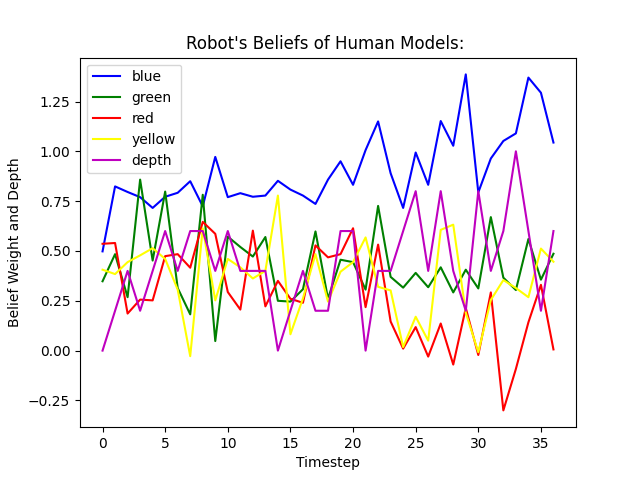 Robot's Beliefs of Human Models:
blue
green
red
yellow
depth
Belief Weight and Depth
1.25
1.00
0.75
0.50
0.25
0.00
−0.25
0 5 10 15 20 25 30 35
Timestep